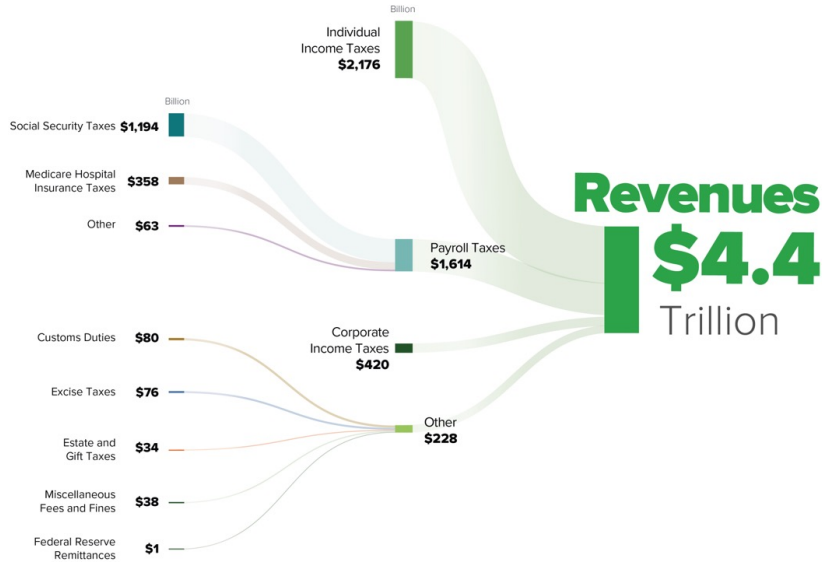 Billion
Individual
Income Taxes
$2,176
Billion
Social Security Taxes $1,194
Medicare Hospital
Insurance Taxes
$358
Other $63
Payroll Taxes
$1,614
Revenues
$4.4
Trillion
Customs Duties $80
Corporate
Income Taxes
$420
Excise Taxes $76
Other
$228
Estate and
Gift Taxes
$34
Miscellaneous
Fees and Fines
$38
Federal Reserve
Remittances
$1